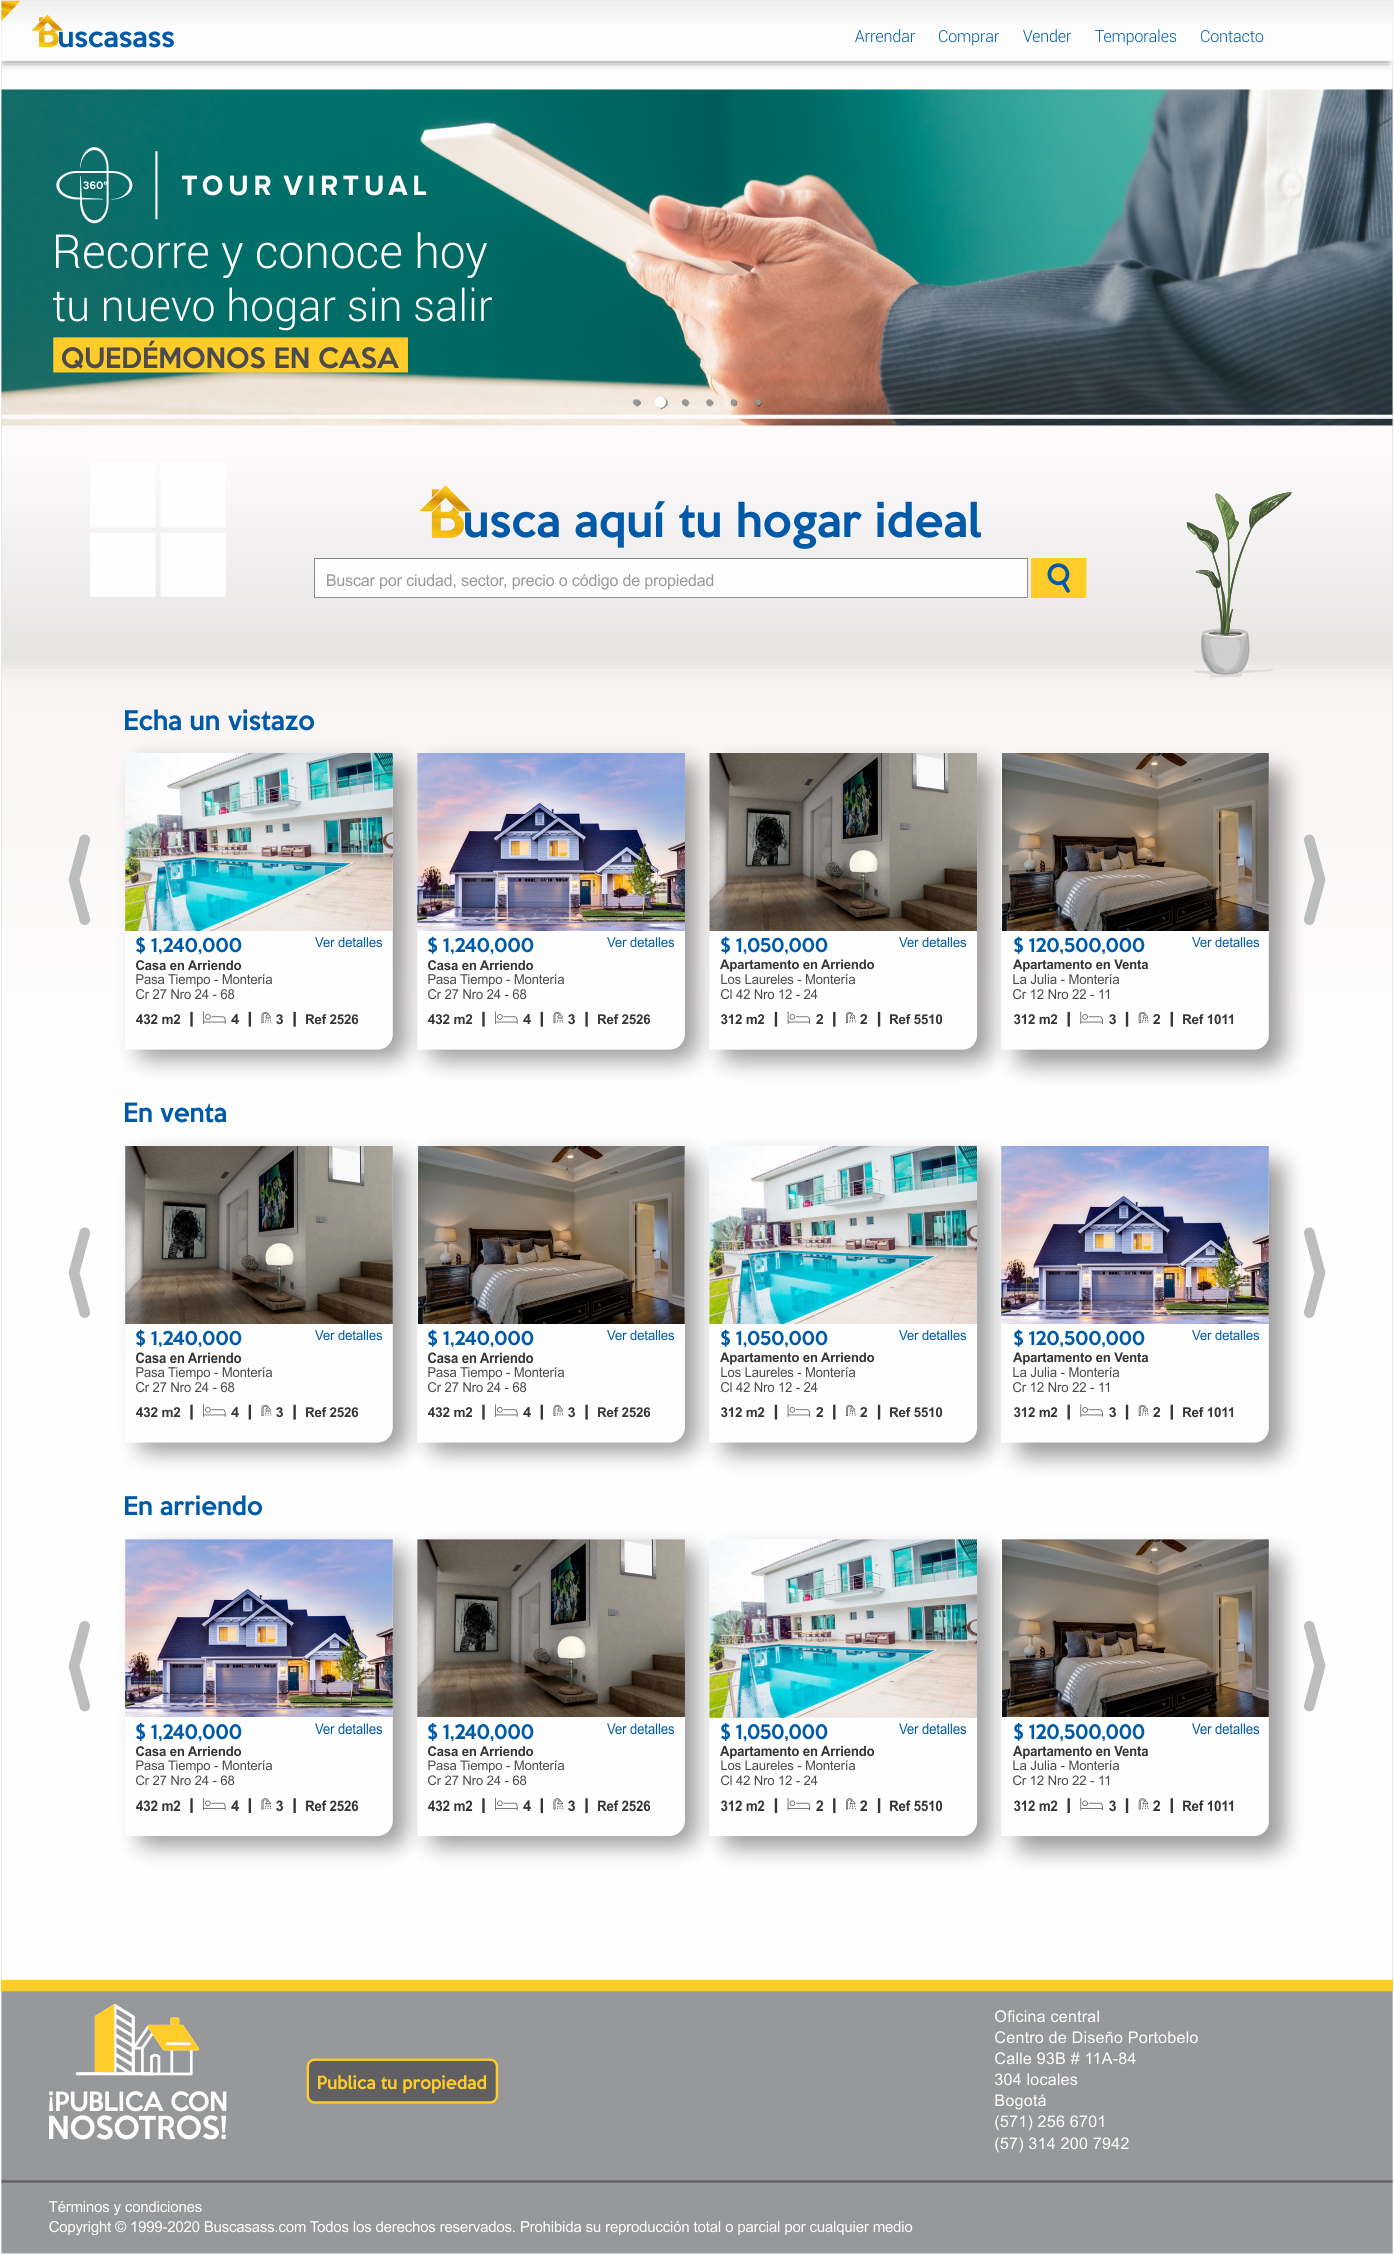 Buscasass
Arrendar Comprar Vender Temporales Contacto
360°
TOUR VIRTUAL
Recorre y conoce hoy
tu nuevo hogar sin salir
QUEDÉMONOS EN CASA
Busca aquí tu hogar ideal
Buscar por ciudad, sector, precio o código de propiedad
Echa un vistazo
$ 1,240,000 Ver detalles
Casa en Arriendo
Pasa Tiempo - Montería
Cr 27 Nro 24 - 68
432 m2 | 4 | 3 | Ref 2526
$ 1,240,000 Ver detalles
Casa en Arriendo
Pasa Tiempo - Montería
Cr 27 Nro 24 - 68
432 m2 | 4 | 3 | Ref 2526
$ 1,050,000 Ver detalles
Apartamento en Arriendo
Los Laureles - Montería
Cl 42 Nro 12 - 24
312 m2 | 2 | 2 | Ref 5510
$ 120,500,000 Ver detalles
Apartamento en Venta
La Julia - Montería
Cr 12 Nro 22 - 11
312 m2 | 3 | 2 | Ref 1011
En venta
$ 1,240,000 Ver detalles
Casa en Arriendo
Pasa Tiempo - Montería
Cr 27 Nro 24 - 68
432 m2 | 4 | 3 | Ref 2526
$ 1,240,000 Ver detalles
Casa en Arriendo
Pasa Tiempo - Montería
Cr 27 Nro 24 - 68
432 m2 | 4 | 3 | Ref 2526
$ 1,050,000 Ver detalles
Apartamento en Arriendo
Los Laureles - Montería
Cl 42 Nro 12 - 24
312 m2 | 2 | 2 | Ref 5510
$ 120,500,000 Ver detalles
Apartamento en Venta
La Julia - Montería
Cr 12 Nro 22 - 11
312 m2 | 3 | 2 | Ref 1011
En arriendo
$ 1,240,000 Ver detalles
Casa en Arriendo
Pasa Tiempo - Montería
Cr 27 Nro 24 - 68
432 m2 | 4 | 3 | Ref 2526
$ 1,240,000 Ver detalles
Casa en Arriendo
Pasa Tiempo - Montería
Cr 27 Nro 24 - 68
432 m2 | 4 | 3 | Ref 2526
$ 1,050,000 Ver detalles
Apartamento en Arriendo
Los Laureles - Montería
Cl 42 Nro 12 - 24
312 m2 | 2 | 2 | Ref 5510
$ 120,500,000 Ver detalles
Apartamento en Venta
La Julia - Montería
Cr 12 Nro 22 - 11
312 m2 | 3 | 2 | Ref 1011
¡PUBLICA CON
NOSOTROS!
Publica tu propiedad
Oficina central
Centro de Diseño Portobelo
Calle 93B # 11A-84
304 locales
Bogotá
(571) 256 6701
(57) 314 200 7942
Términos y condiciones
Copyright © 1999-2020 Buscasass.com Todos los derechos reservados. Prohibida su reproducción total o parcial por cualquier medio